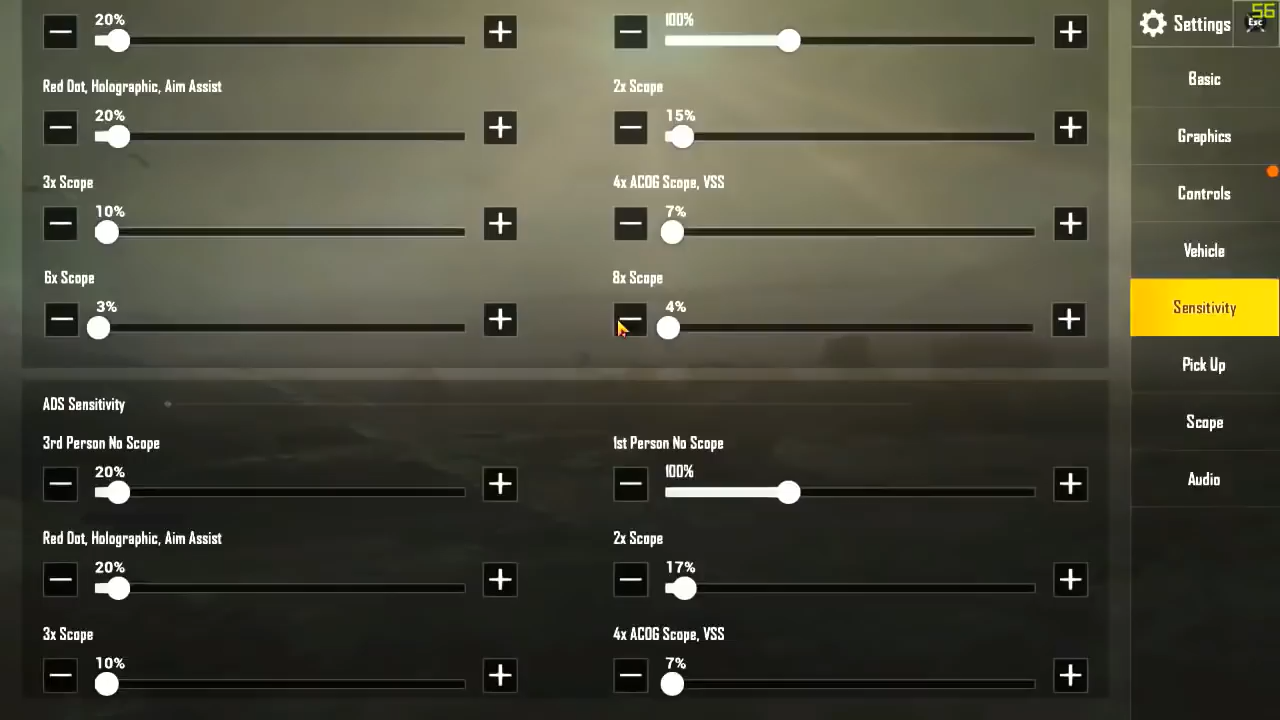 20%
100%
Red Dot, Holographic, Aim Assist
2x Scope
20%
15%
3x Scope
4x ACOG Scope, VSS
10%
7%
6x Scope
8x Scope
3%
4%
ADS Sensitivity
3rd Person No Scope
1st Person No Scope
20%
100%
Red Dot, Holographic, Aim Assist
2x Scope
20%
17%
3x Scope
4x ACOG Scope, VSS
10%
7%
56
Settings
Esc
Basic
Graphics
Controls
Vehicle
Sensitivity
Pick Up
Scope
Audio